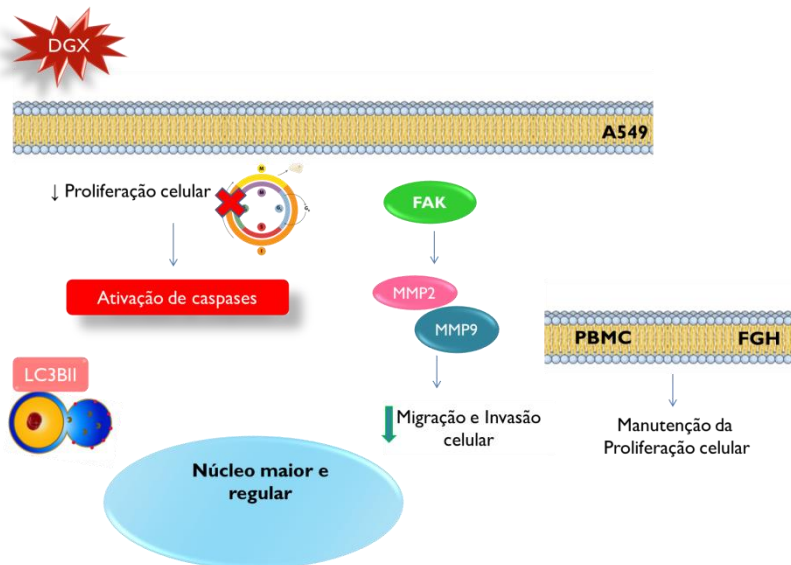 DGX
A549
↓ Proliferação celular
M
M
G₂
S
I
FAK
Ativação de caspases
MMP2
MMP9
PBMC
FGH
LC3BII
Migração e Invasão
celular
Manutenção da
Proliferação celular
Núcleo maior e
regular